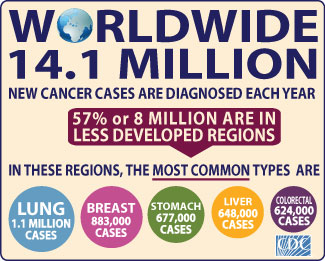 WORLDWIDE
14.1 MILLION
NEW CANCER CASES ARE DIAGNOSED EACH YEAR
57% or 8 MILLION ARE IN
LESS DEVELOPED REGIONS
IN THESE REGIONS, THE MOST COMMON TYPES ARE
LUNG
1.1 MILLION
CASES
BREAST
883,000
CASES
STOMACH
677,000
CASES
LIVER
648,000
CASES
COLORECTAL
624,000
CASES
CDC